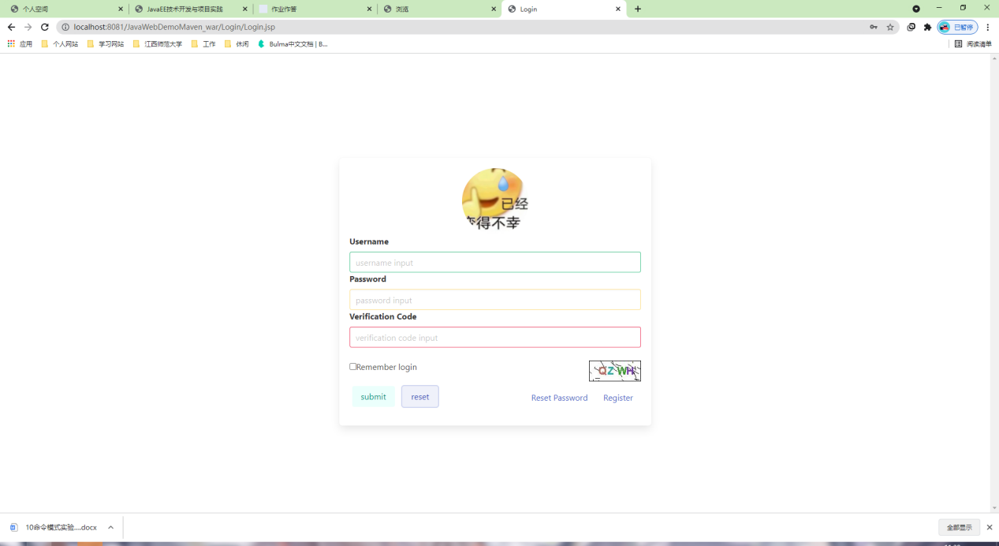 个人空间
JavaEE技术开发与项目实践
作业作答
浏览
Login
localhost:8081/JavaWebDemoMaven_war/Login/Login.jsp
已暂停
应用
个人网站
学习网站
江西师范大学
工作
休闲
Bulma中文文档 | B...
阅读清单
已经
得不幸
Username
username input
Password
password input
Verification Code
verification code input
Remember login
QZWH
submit
reset
Reset Password
Register
10命令模式实验....docx
全部显示